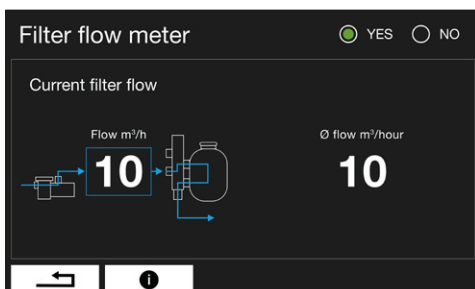 Filter flow meter
YES
NO
Current filter flow
Flow m³/h
10
Ø flow m³/hour
10